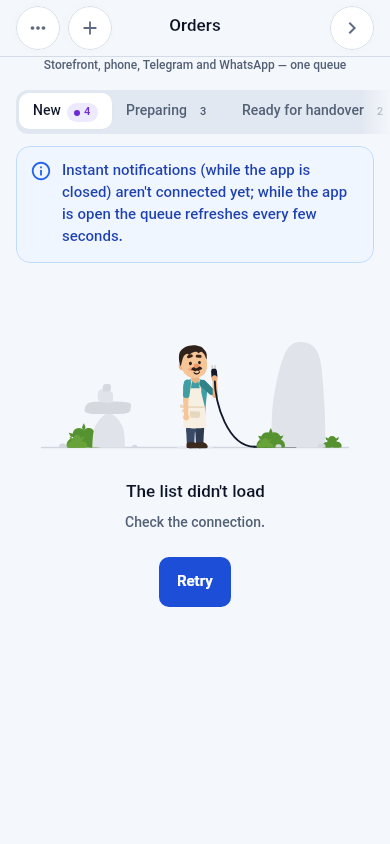 Orders
Storefront, phone, Telegram and WhatsApp — one queue
New 4 Preparing 3 Ready for handover 2
Instant notifications (while the app is
closed) aren't connected yet; while the app
is open the queue refreshes every few
seconds.
The list didn't load
Check the connection.
Retry